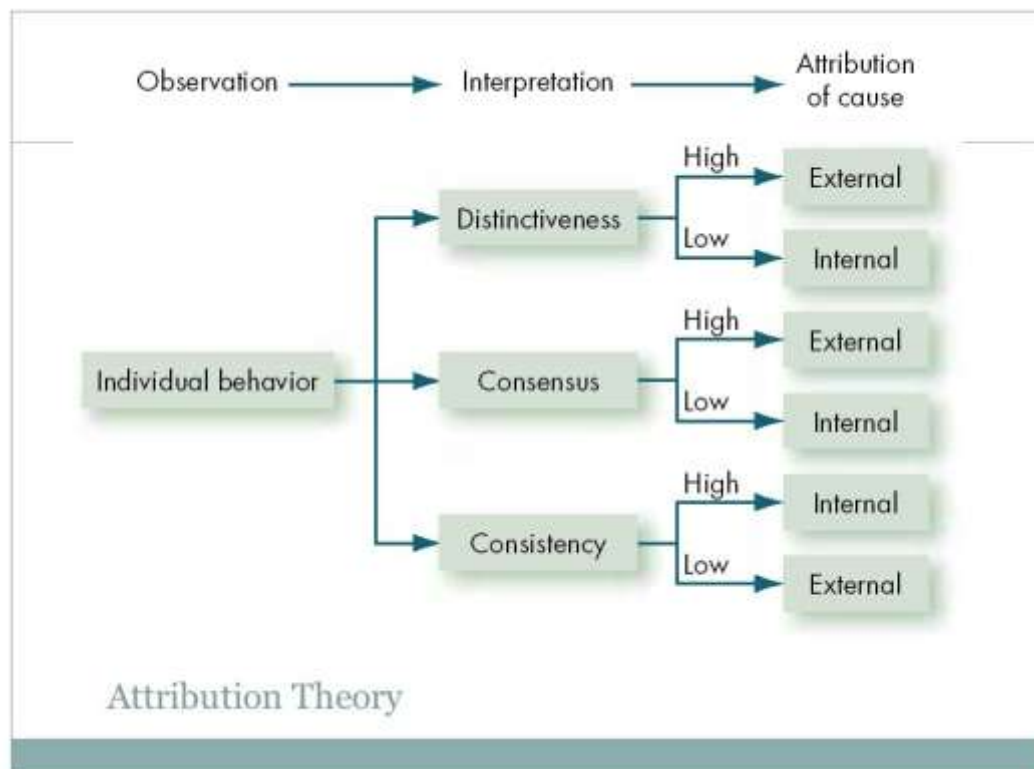 Observation
Interpretation
Attribution
of cause
High
External
Distinctiveness
Low
Internal
High
External
Individual behavior
Consensus
Low
Internal
High
Internal
Consistency
Low
External
Attribution Theory